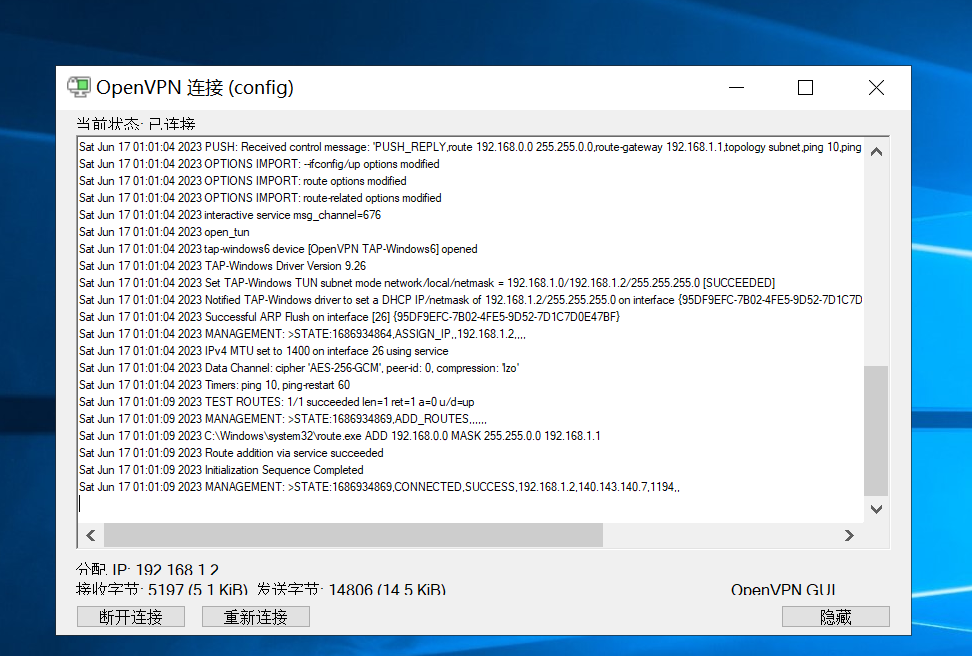 OpenVPN 连接 (config)
当前状态: 已连接
Sat Jun 17 01:01:04 2023 PUSH: Received control message: 'PUSH_REPLY,route 192.168.0.0 255.255.0.0,route-gateway 192.168.1.1,topology subnet,ping 10,ping
Sat Jun 17 01:01:04 2023 OPTIONS IMPORT: --ifconfig/up options modified
Sat Jun 17 01:01:04 2023 OPTIONS IMPORT: route options modified
Sat Jun 17 01:01:04 2023 OPTIONS IMPORT: route-related options modified
Sat Jun 17 01:01:04 2023 interactive service msg_channel=676
Sat Jun 17 01:01:04 2023 open_tun
Sat Jun 17 01:01:04 2023 tap-windows6 device [OpenVPN TAP-Windows6] opened
Sat Jun 17 01:01:04 2023 TAP-Windows Driver Version 9.26
Sat Jun 17 01:01:04 2023 Set TAP-Windows TUN subnet mode network/local/netmask = 192.168.1.0/192.168.1.2/255.255.255.0 [SUCCEEDED]
Sat Jun 17 01:01:04 2023 Notified TAP-Windows driver to set a DHCP IP/netmask of 192.168.1.2/255.255.255.0 on interface {95DF9EFC-7B02-4FE5-9D52-7D1C7D
Sat Jun 17 01:01:04 2023 Successful ARP Flush on interface [26] {95DF9EFC-7B02-4FE5-9D52-7D1C7D0E47BF}
Sat Jun 17 01:01:04 2023 MANAGEMENT: >STATE:1686934864,ASSIGN_IP,,192.168.1.2,,,,
Sat Jun 17 01:01:04 2023 IPv4 MTU set to 1400 on interface 26 using service
Sat Jun 17 01:01:04 2023 Data Channel: cipher 'AES-256-GCM', peer-id: 0, compression: 'lzo'
Sat Jun 17 01:01:04 2023 Timers: ping 10, ping-restart 60
Sat Jun 17 01:01:09 2023 TEST ROUTES: 1/1 succeeded len=1 ret=1 a=0 u/d=up
Sat Jun 17 01:01:09 2023 MANAGEMENT: >STATE:1686934869,ADD_ROUTES,,,,,,
Sat Jun 17 01:01:09 2023 C:\Windows\system32\route.exe ADD 192.168.0.0 MASK 255.255.0.0 192.168.1.1
Sat Jun 17 01:01:09 2023 Route addition via service succeeded
Sat Jun 17 01:01:09 2023 Initialization Sequence Completed
Sat Jun 17 01:01:09 2023 MANAGEMENT: >STATE:1686934869,CONNECTED,SUCCESS,192.168.1.2,140.143.140.7,1194,,
分配 IP: 192.168.1.2
接收字节: 5197 (5.1 KiB) 发送字节: 14806 (14.5 KiB) OpenVPN GUI
断开连接 重新连接 隐藏